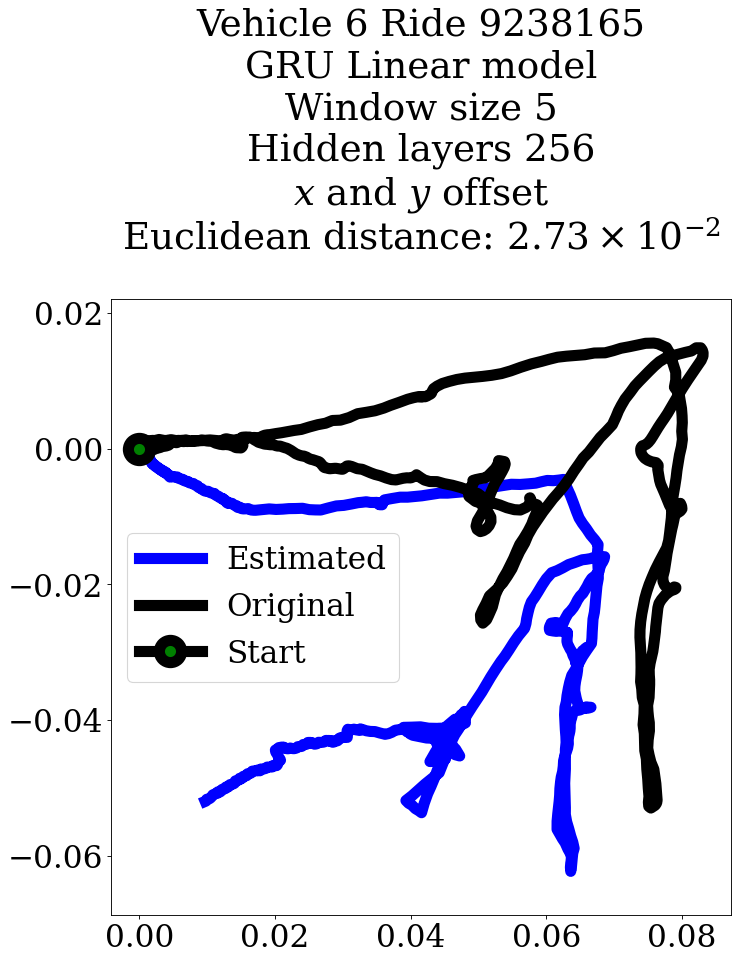 Vehicle 6 Ride 9238165
GRU Linear model
Window size 5
Hidden layers 256
x and y offset
Euclidean distance: 2.73 × 10⁻²
0.02
0.00
−0.02
−0.04
−0.06
Estimated
Original
Start
0.00 0.02 0.04 0.06 0.08